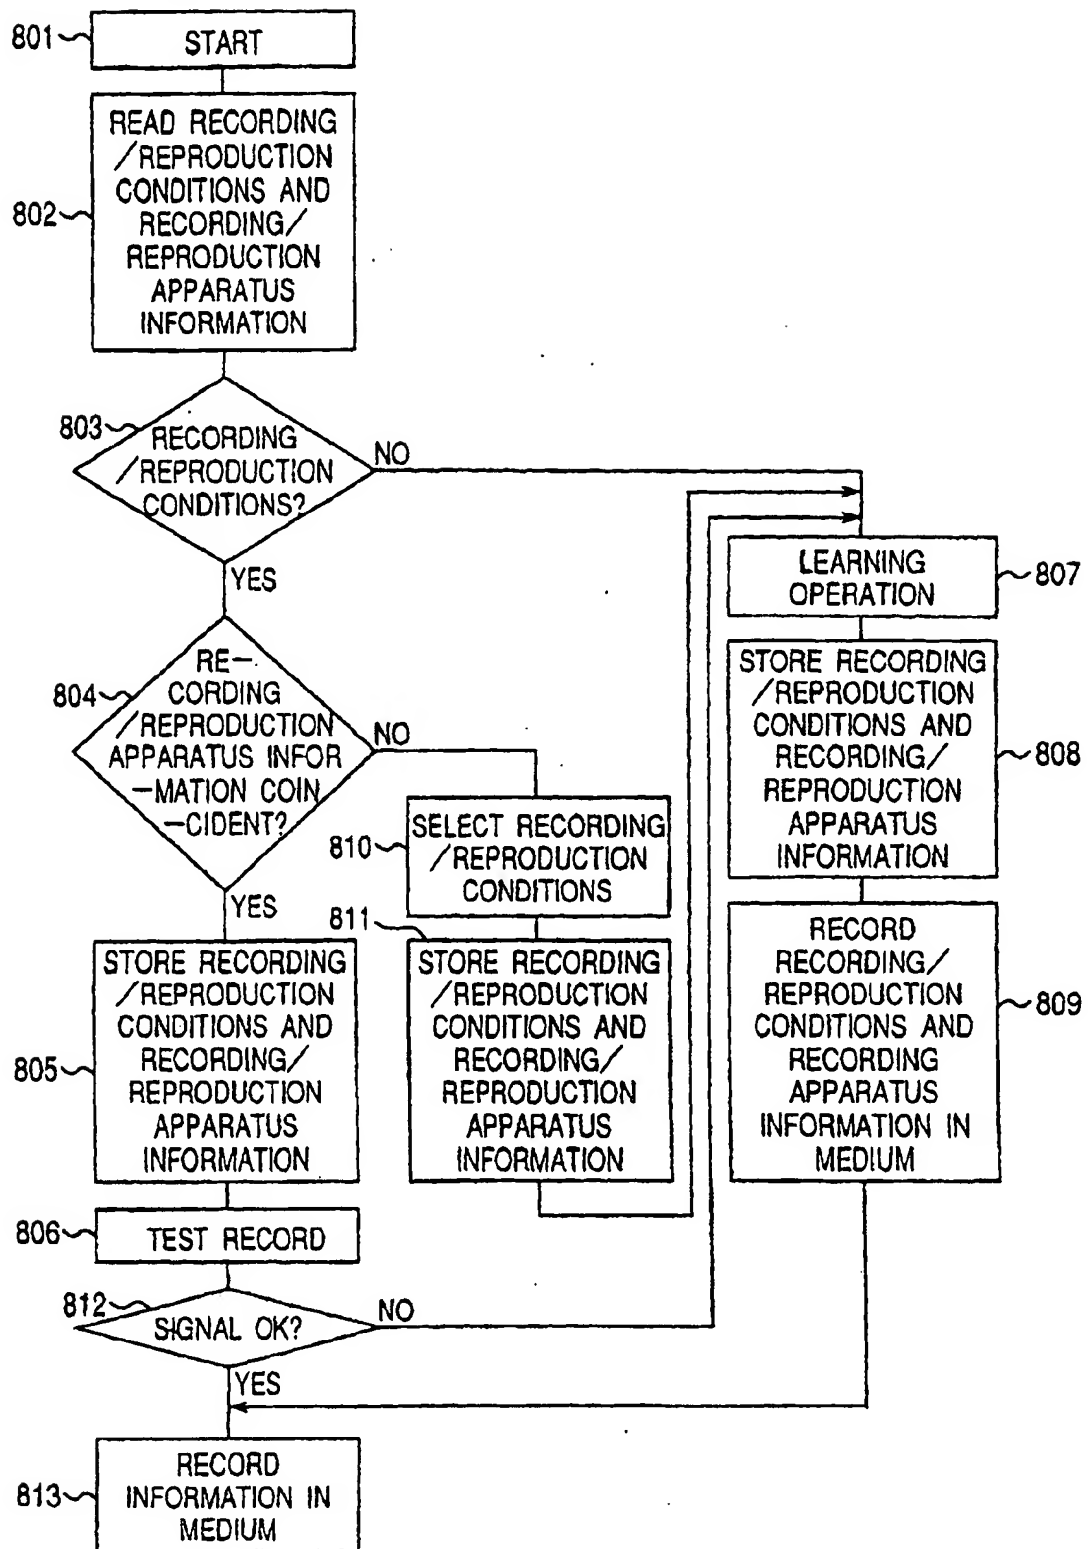 801
START
802
READ RECORDING
/REPRODUCTION
CONDITIONS AND
RECORDING/
REPRODUCTION
APPARATUS
INFORMATION
803
RECORDING
/REPRODUCTION
CONDITIONS?
NO
YES
804
RE-
CORDING
/REPRODUCTION
APPARATUS INFOR
-MATION COIN
-CIDENT?
NO
YES
805
STORE RECORDING
/REPRODUCTION
CONDITIONS AND
RECORDING/
REPRODUCTION
APPARATUS
INFORMATION
806
TEST RECORD
812
SIGNAL OK?
NO
YES
813
RECORD
INFORMATION IN
MEDIUM
810
SELECT RECORDING
/REPRODUCTION
CONDITIONS
811
STORE RECORDING
/REPRODUCTION
CONDITIONS AND
RECORDING/
REPRODUCTION
APPARATUS
INFORMATION
LEARNING
OPERATION
807
STORE RECORDING
/REPRODUCTION
CONDITIONS AND
RECORDING/
REPRODUCTION
APPARATUS
INFORMATION
808
RECORD
RECORDING/
REPRODUCTION
CONDITIONS AND
RECORDING
APPARATUS
INFORMATION IN
MEDIUM
809